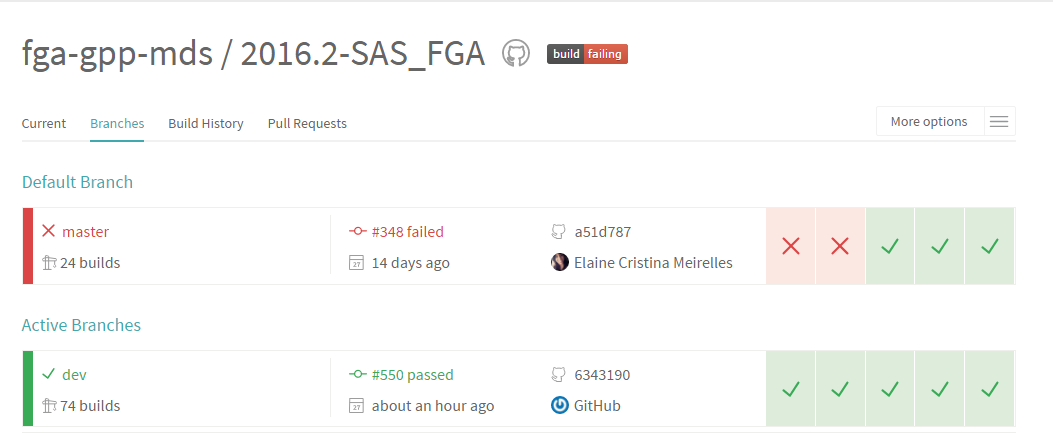 fga-gpp-mds / 2016.2-SAS_FGA build failing
Current Branches Build History Pull Requests More options
Default Branch
master #348 failed a51d787
24 builds 27 14 days ago Elaine Cristina Meirelles
Active Branches
dev #550 passed 6343190
74 builds 27 about an hour ago GitHub